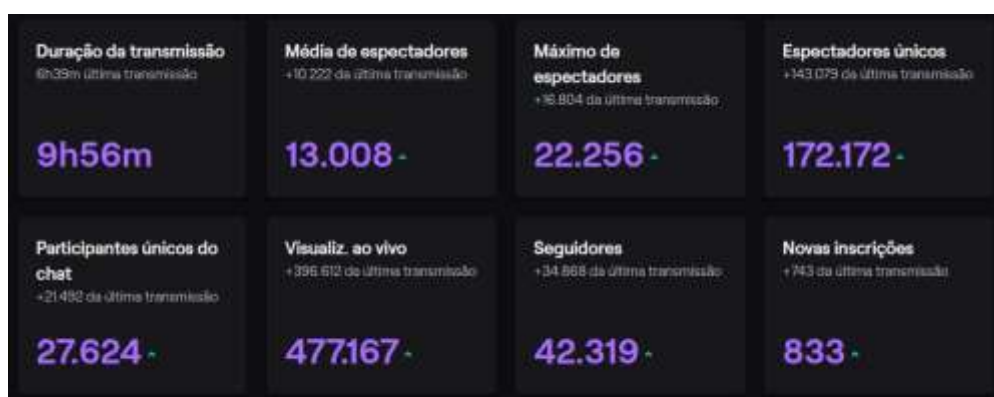 Duração da transmissão
6h39m última transmissão
9h56m
Média de espectadores
+10.222 da última transmissão
13.008
Máximo de
espectadores
+16.804 da última transmissão
22.256
Espectadores únicos
+143.079 da última transmissão
172.172
Participantes únicos do
chat
+21.492 da última transmissão
27.624
Visualiz. ao vivo
+396.612 da última transmissão
477.167
Seguidores
+34.868 da última transmissão
42.319
Novas inscrições
+743 da última transmissão
833